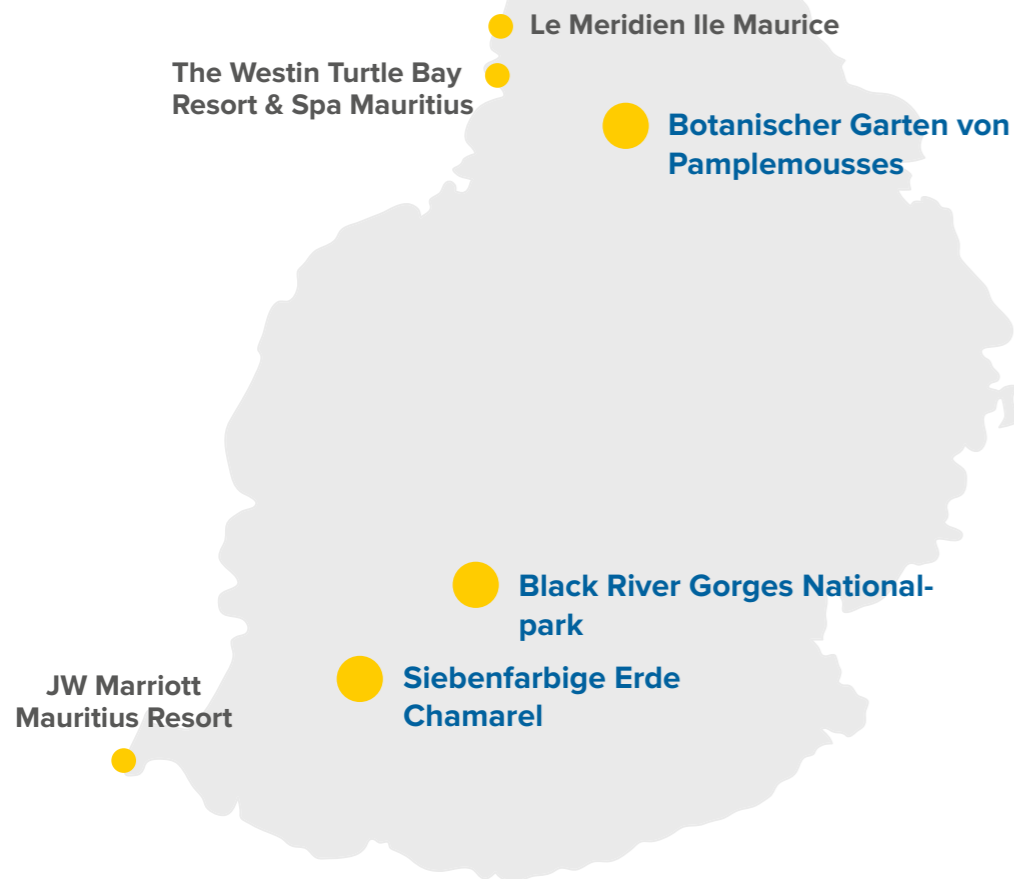 Le Meridien Ile Maurice
The Westin Turtle Bay
Resort & Spa Mauritius
Botanischer Garten von
Pamplemousses
Black River Gorges National-
park
Siebenfarbige Erde
Chamarel
JW Marriott
Mauritius Resort